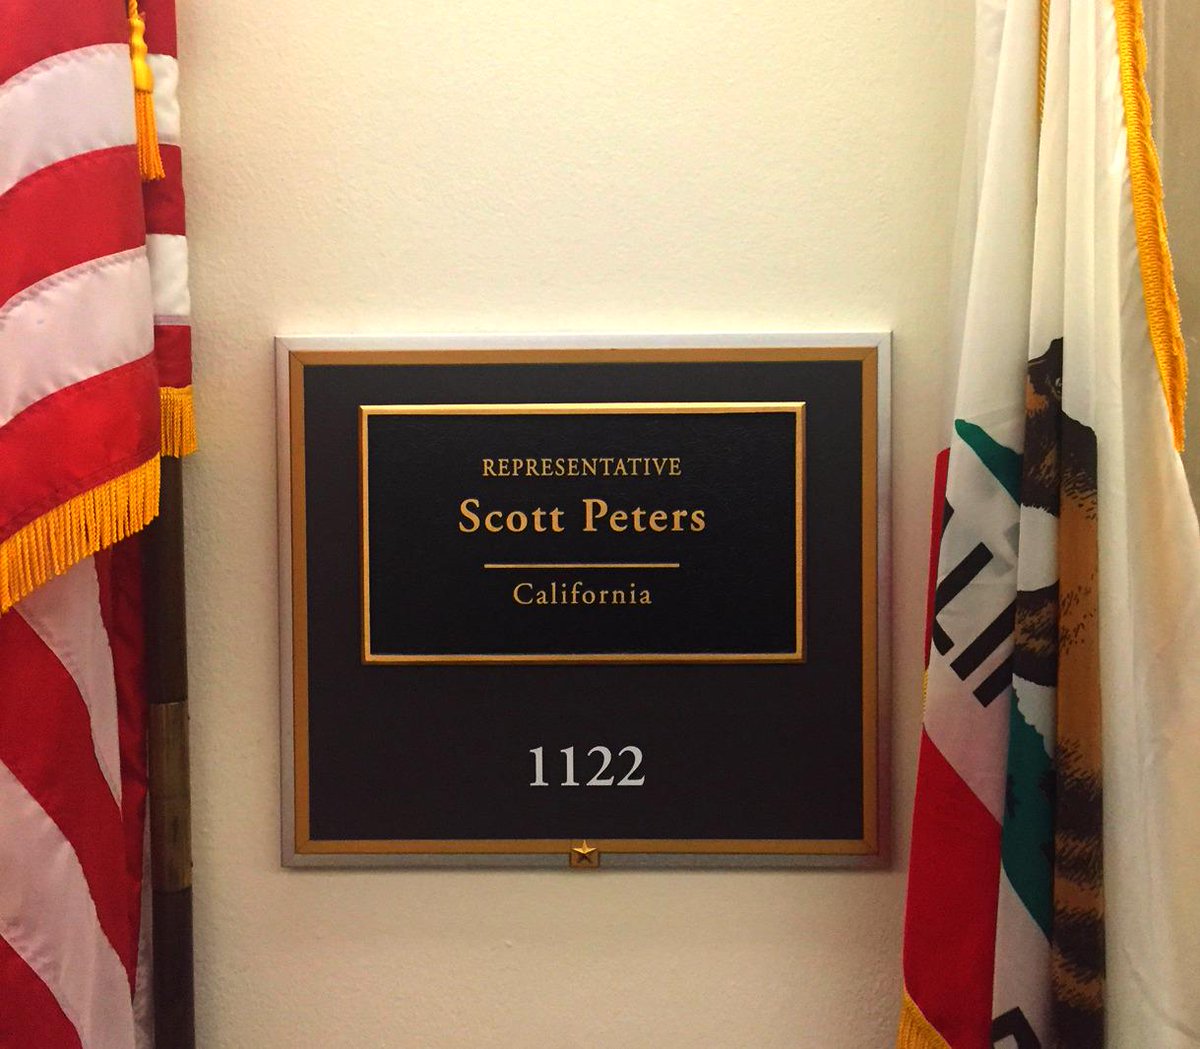 REPRESENTATIVE
Scott Peters
California
1122